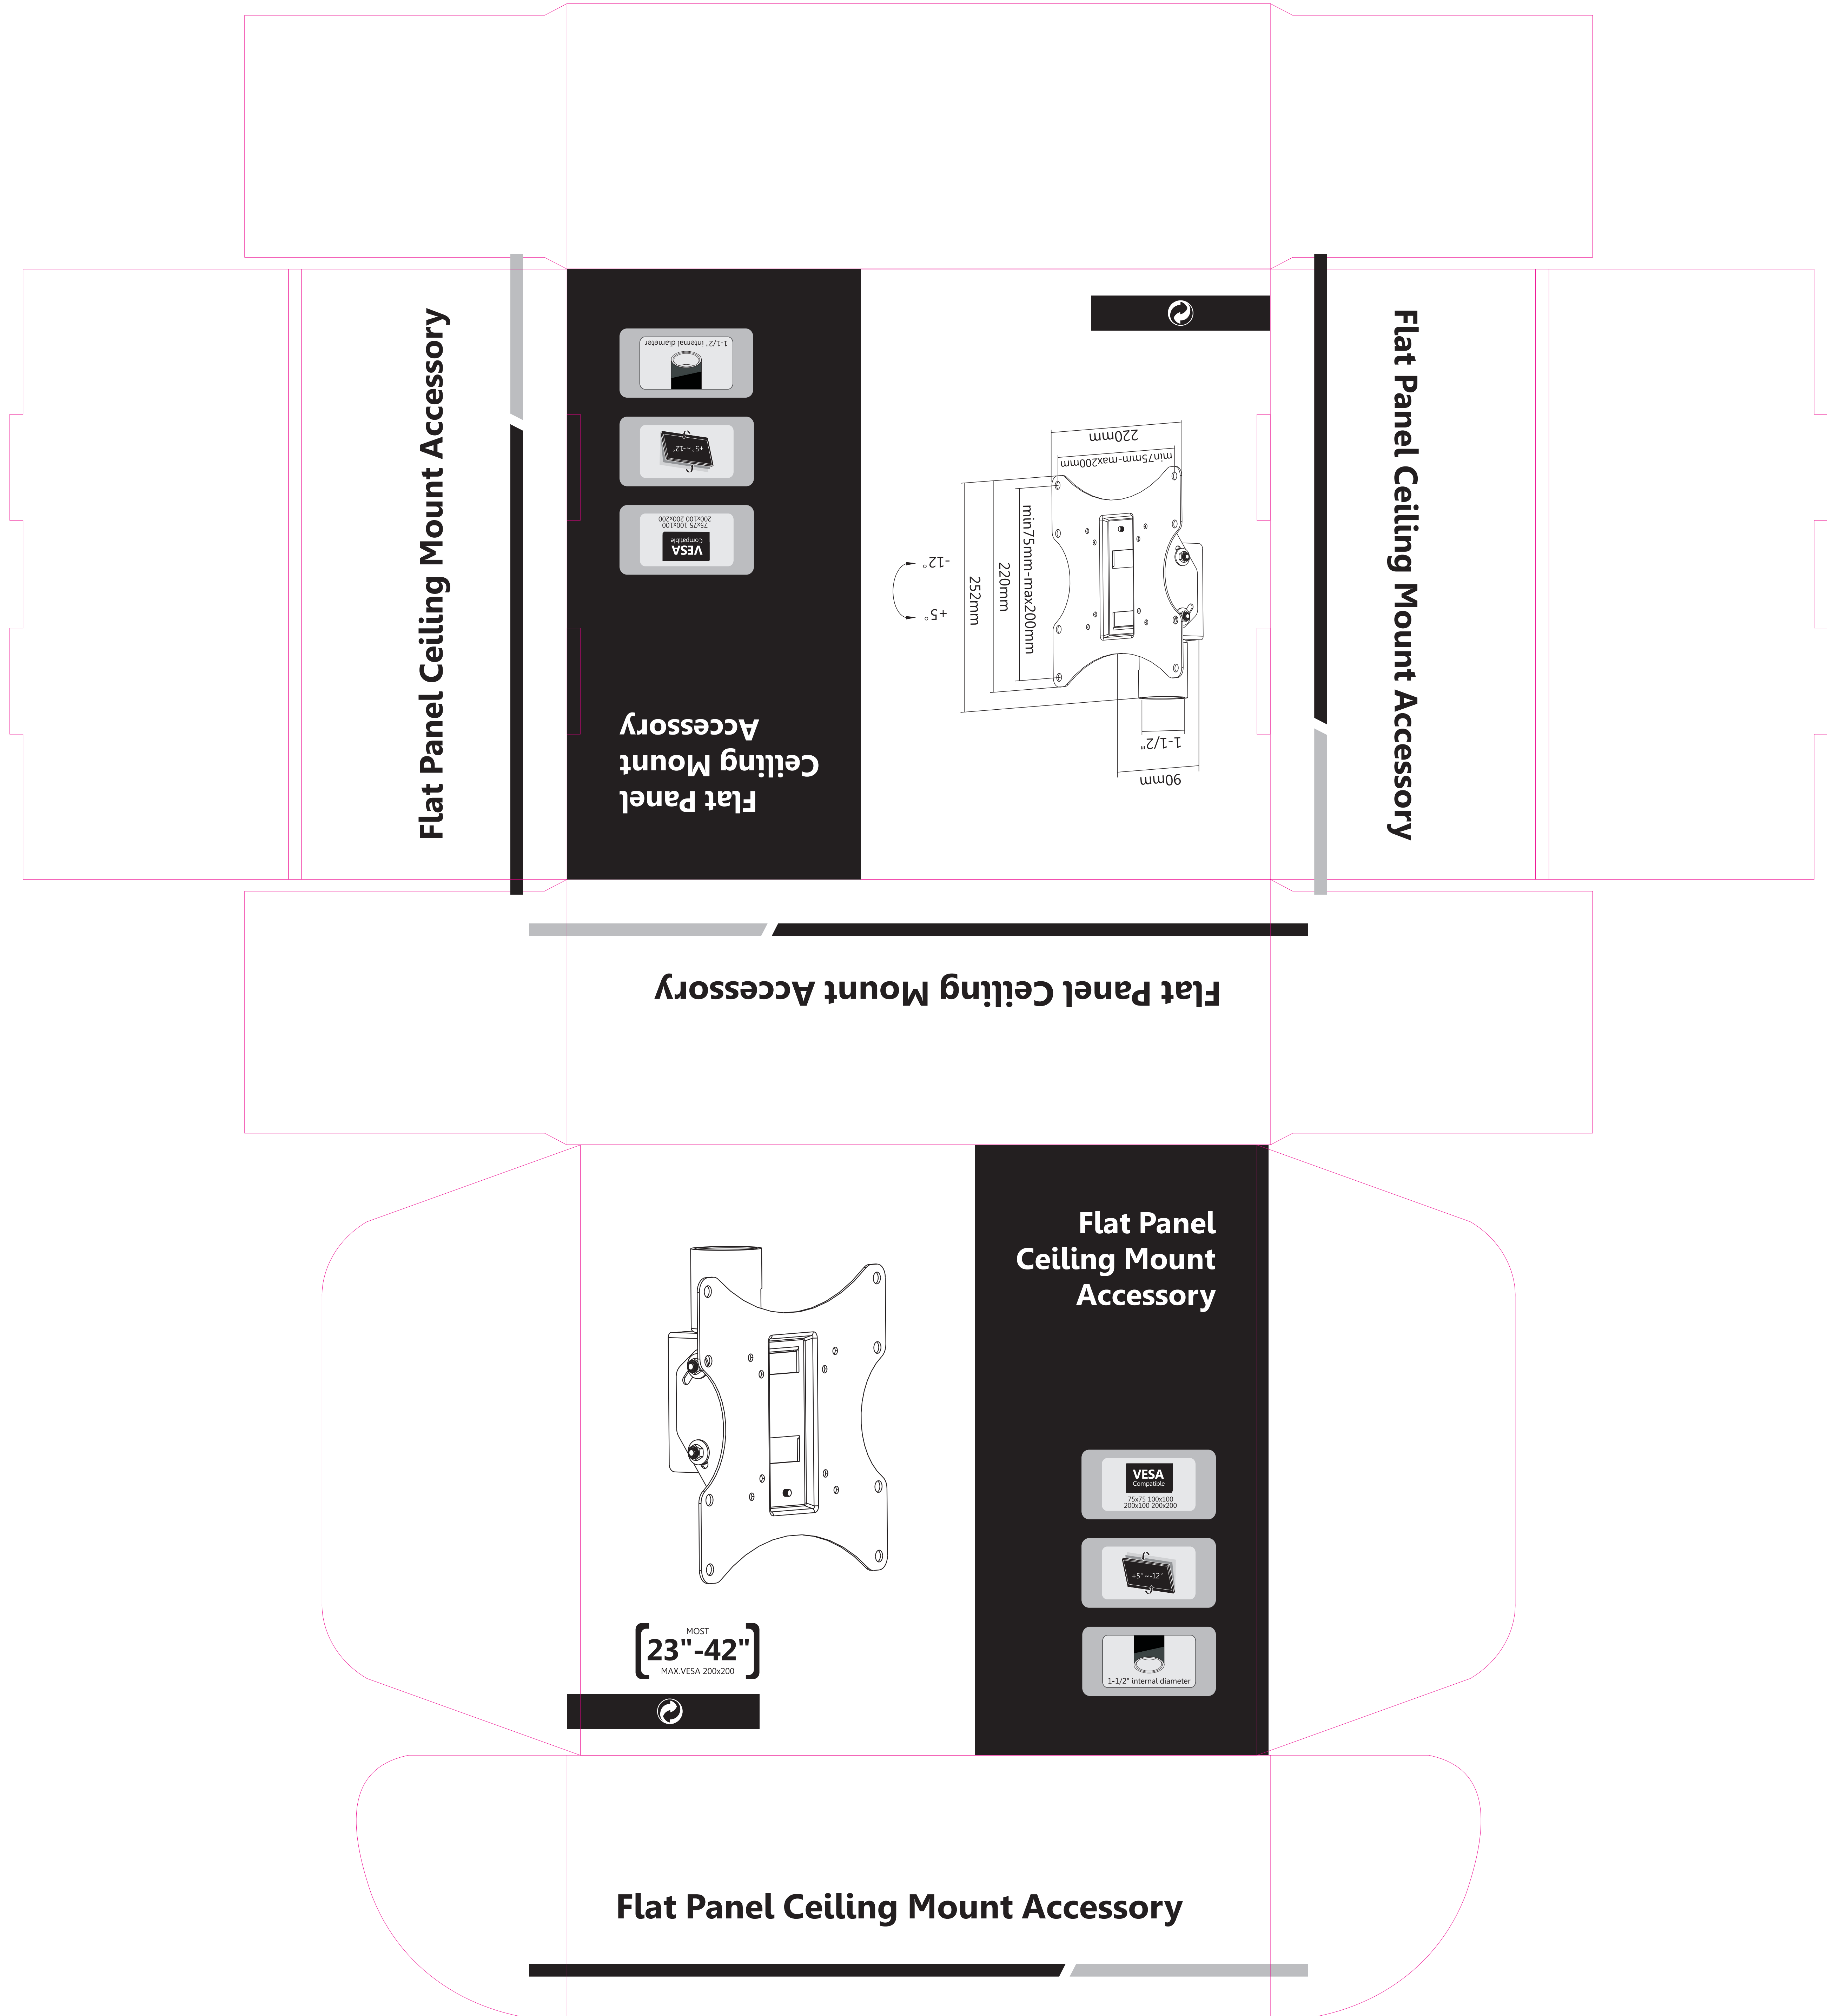 Flat Panel Ceiling Mount Accessory
1-1/2" internal diameter
+5°~-12°
VESA
Compatible
75x75 100x100
200x100 200x200
Flat Panel
Ceiling Mount
Accessory
220mm
min75mm-max200mm
min75mm-max200mm
220mm
252mm
-12°
+5°
1-1/2"
90mm
Flat Panel Ceiling Mount Accessory
Flat Panel Ceiling Mount Accessory
Flat Panel
Ceiling Mount
Accessory
VESA
Compatible
75x75 100x100
200x100 200x200
+5°~-12°
1-1/2" internal diameter
MOST
23"-42"
MAX.VESA 200x200
Flat Panel Ceiling Mount Accessory